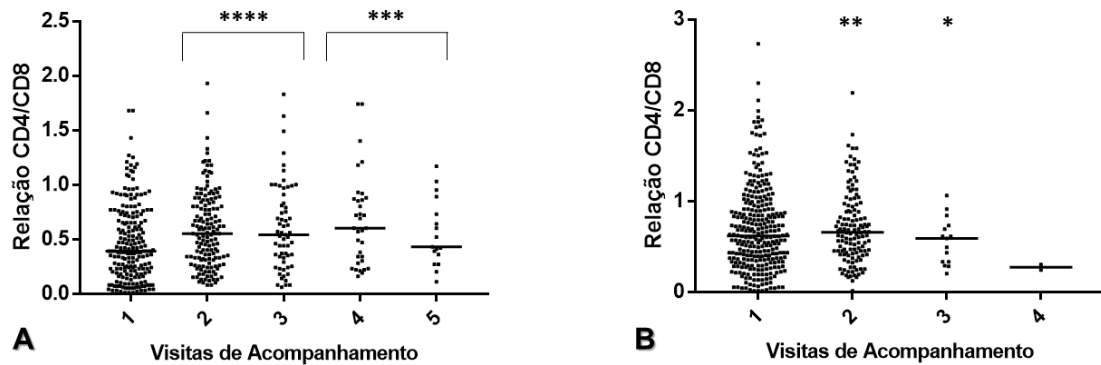 **** ***
2.5
2.0
1.5
1.0
0.5
0.0
Relação CD4/CD8
1 2 3 4 5
Visitas de Acompanhamento
A
** *
3
2
1
0
Relação CD4/CD8
1 2 3 4
Visitas de Acompanhamento
B